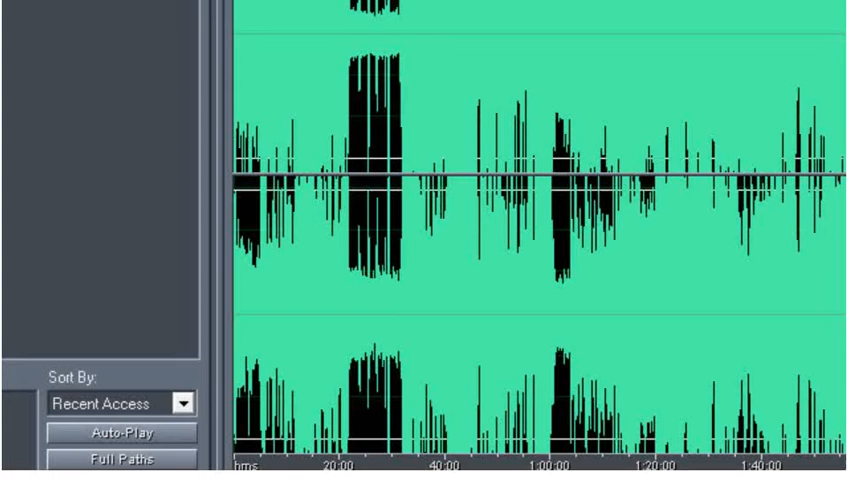 Sort By:
Recent Access
Auto-Play
Full Paths
hms 20:00 40:00 1:00:00 1:20:00 1:40:00